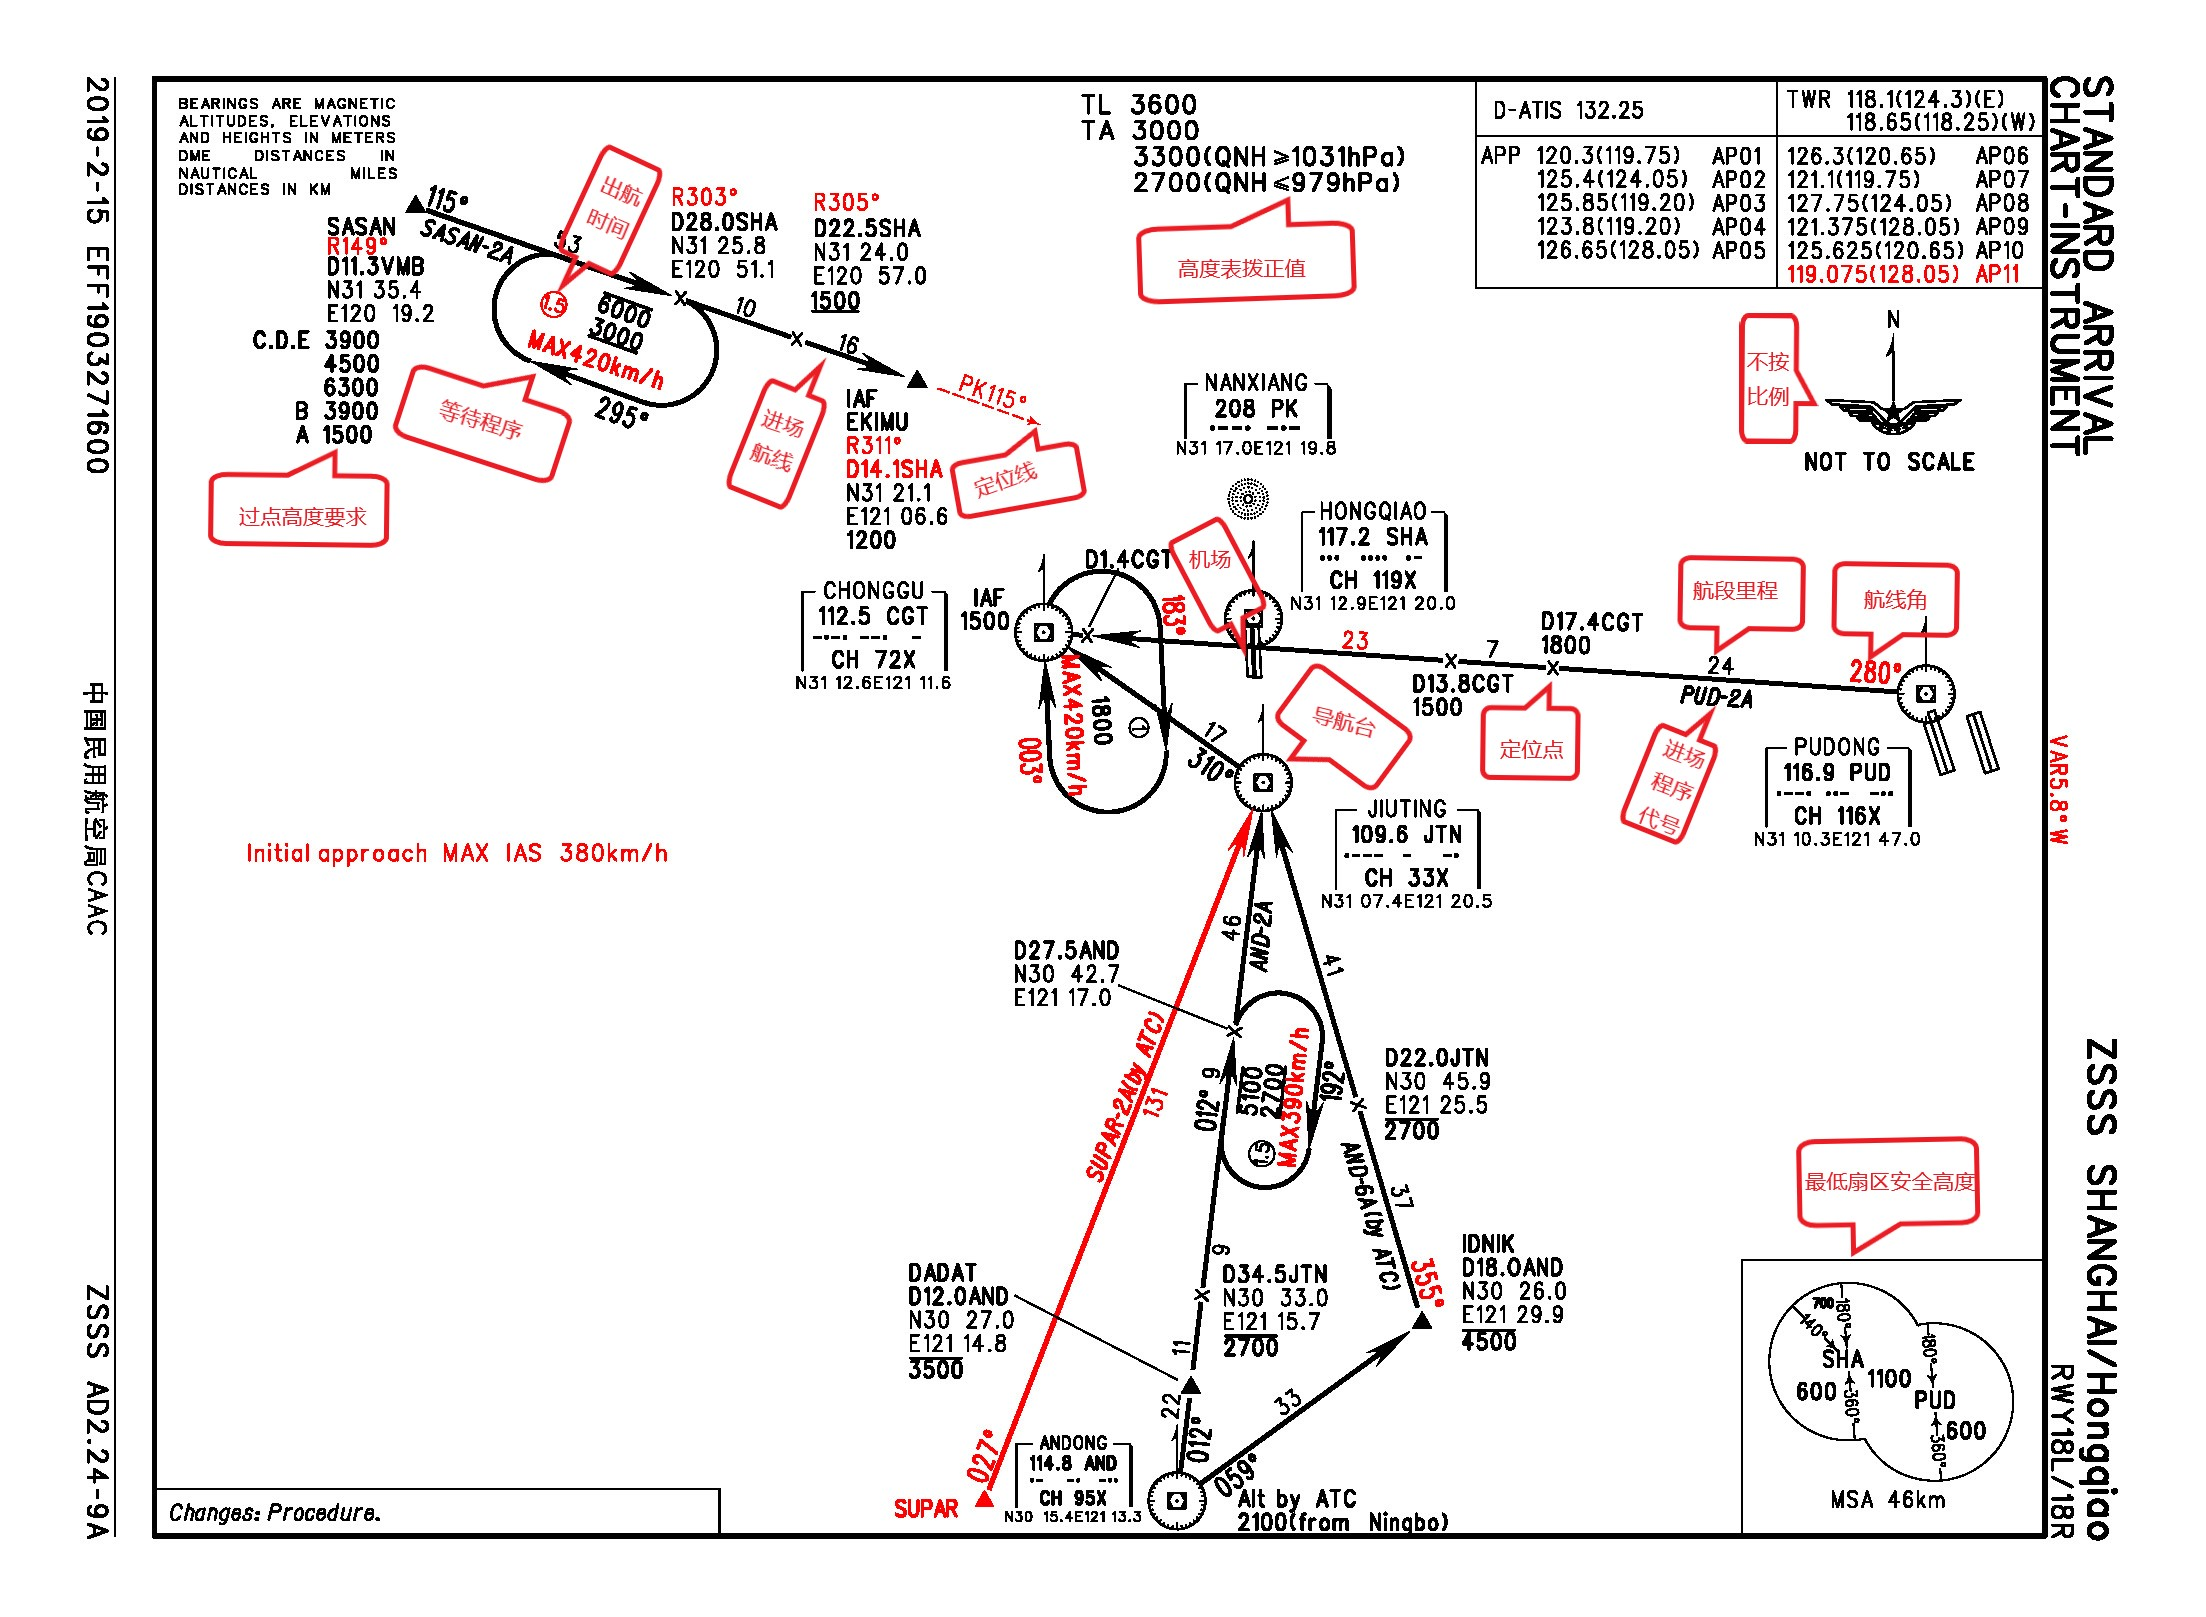 BEARINGS ARE MAGNETIC
ALTITUDES, ELEVATIONS
AND HEIGHTS IN METERS
DME DISTANCES IN
NAUTICAL MILES
DISTANCES IN KM
TL 3600
TA 3000
3300(QNH ≥1031hPa)
2700(QNH ≤979hPa)
高度表拨正值
D-ATIS 132.25
TWR 118.1(124.3)(E)
118.65(118.25)(W)
APP 120.3(119.75) AP01
125.4(124.05) AP02
125.85(119.20) AP03
123.8(119.20) AP04
126.65(128.05) AP05
126.3(120.65) AP06
121.1(119.75) AP07
127.75(124.05) AP08
121.375(128.05) AP09
125.625(120.65) AP10
119.075(128.05) AP11
STANDARD ARRIVAL
CHART-INSTRUMENT
2019-2-15 EFF1903271600
中国民用航空局CAAC
ZSSS AD2.24-9A
VAR5.8°W
ZSSS SHANGHAI/Hongqiao
RWY18L/18R
115°
SASAN-2A
53
出航
时间
SASAN
R149°
D11.3VMB
N31 35.4
E120 19.2
C.D.E 3900
4500
6300
B 3900
A 1500
过点高度要求
1.5
6000
3000
MAX420km/h
295°
等待程序
R303°
D28.0SHA
N31 25.8
E120 51.1
10
R305°
D22.5SHA
N31 24.0
E120 57.0
1500
16
进场
航线
IAF
EKIMU
R311°
D14.1SHA
N31 21.1
E121 06.6
1200
PK115°
定位线
不按
比例
N
NOT TO SCALE
NANXIANG
208 PK
N31 17.0E121 19.8
HONGQIAO
117.2 SHA
CH 119X
N31 12.9E121 20.0
机场
CHONGGU
112.5 CGT
CH 72X
N31 12.6E121 11.6
IAF
1500
D1.4CGT
183°
MAX420km/h
1800
1
003°
23
7
D13.8CGT
1500
D17.4CGT
1800
定位点
航段里程
24
PUD-2A
进场
程序
代号
航线角
280°
PUDONG
116.9 PUD
CH 116X
N31 10.3E121 47.0
17
310°
导航台
JIUTING
109.6 JTN
CH 33X
N31 07.4E121 20.5
Initial approach MAX IAS 380km/h
D27.5AND
N30 42.7
E121 17.0
46
AND-2A
41
SUPAR-2A(by ATC)
131
012° 9
5100
2700
MAX390km/h
1.5
192°
D22.0JTN
N30 45.9
E121 25.5
2700
AND-6A(by ATC)
37
9
D34.5JTN
N30 33.0
E121 15.7
2700
DADAT
D12.0AND
N30 27.0
E121 14.8
3500
11
IDNIK
D18.0AND
N30 26.0
E121 29.9
4500
355°
22
012°
33
059°
027°
SUPAR
ANDONG
114.8 AND
CH 95X
N30 15.4E121 13.3
Alt by ATC
2100(from Ningbo)
最低扇区安全高度
700
180°
140°
SHA
600
360°
1100
180°
PUD
600
360°
MSA 46km
Changes: Procedure.